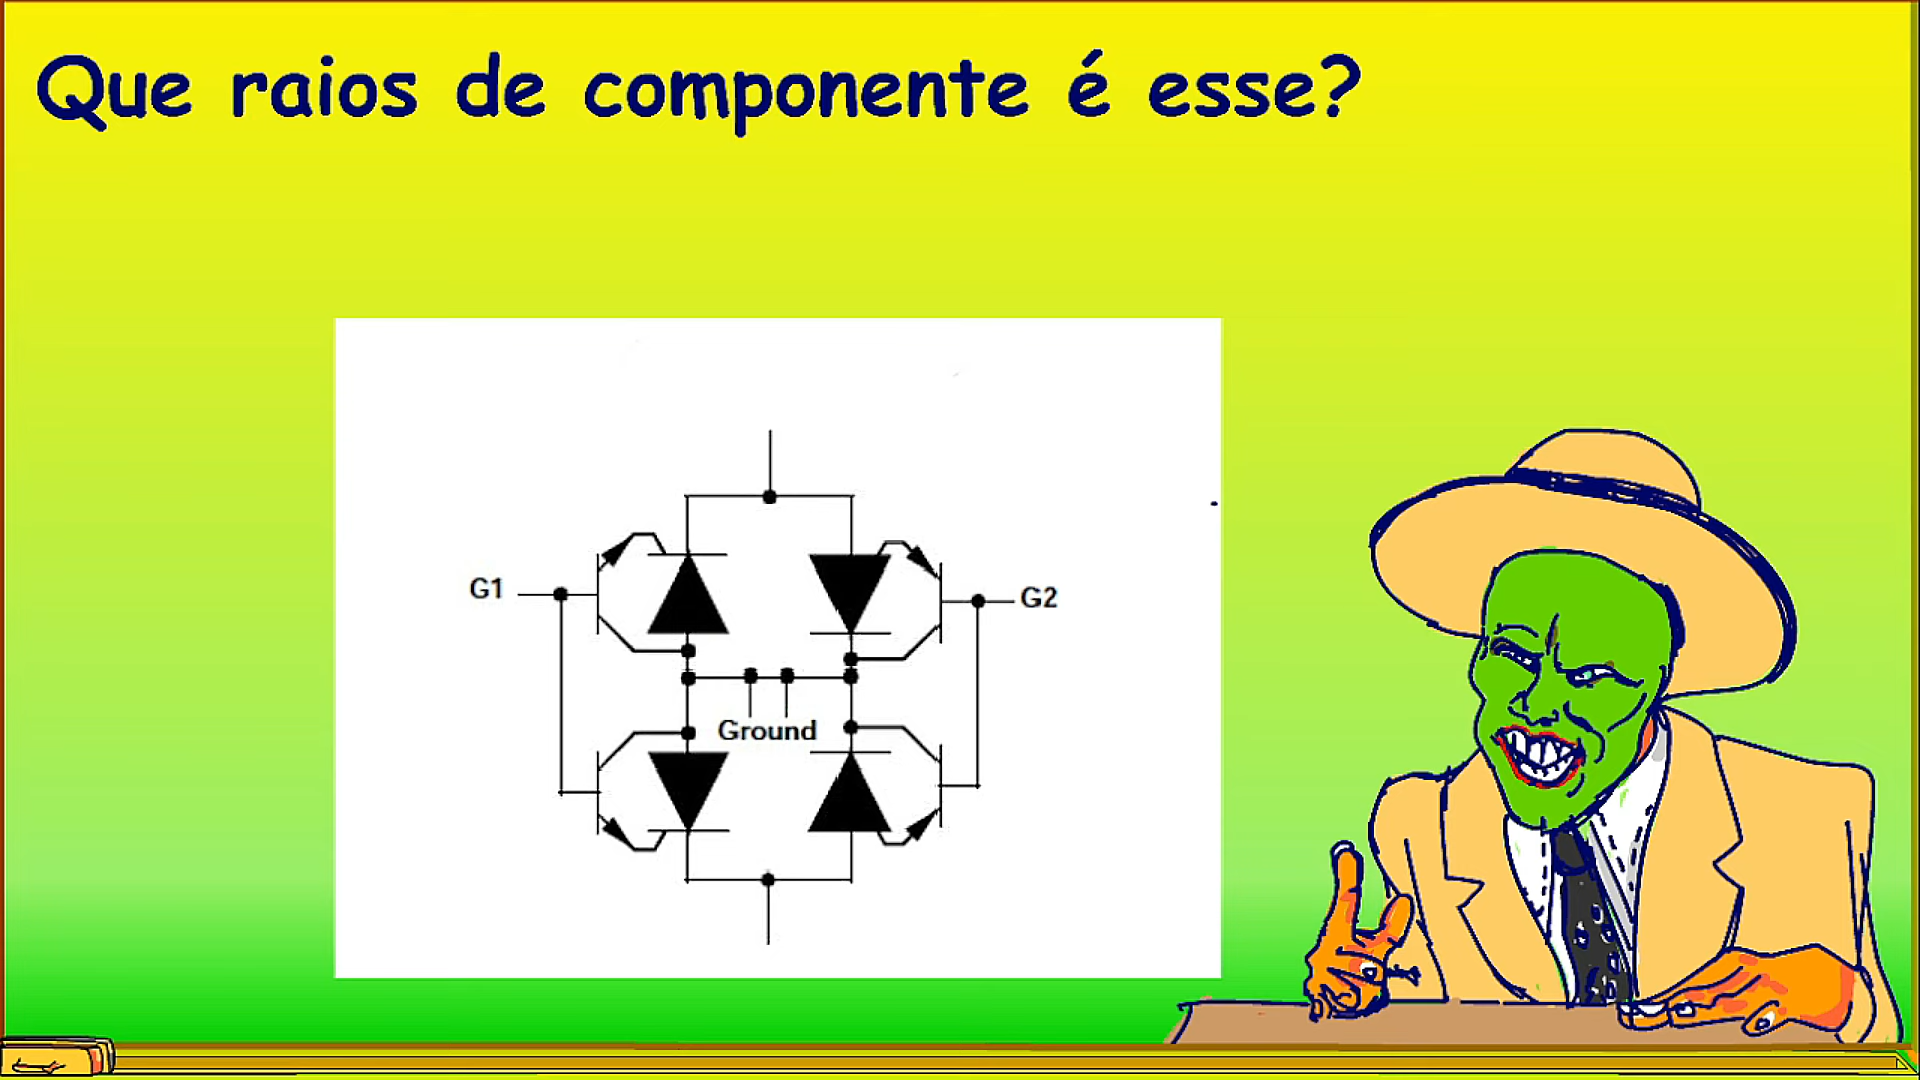 Que raios de componente é esse?
G1
G2
Ground